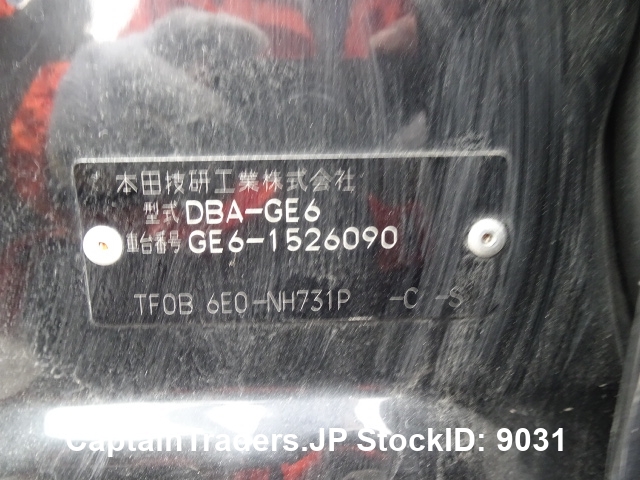 本田技研工業株式会社
型式 DBA-GE6
車台番号 GE6-1526090
TF0B 6E0-NH731P -C -S
CaptainTraders.JP StockID: 9031